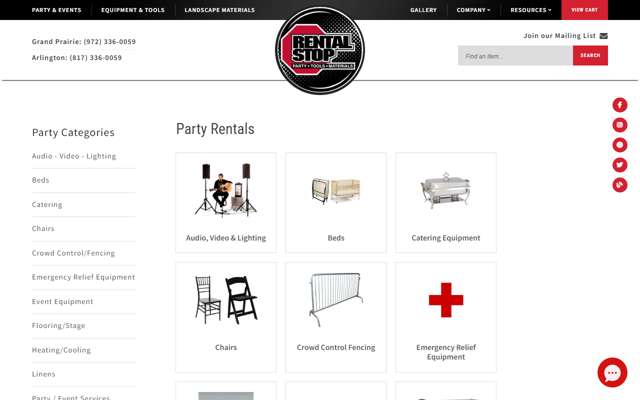 PARTY & EVENTS
EQUIPMENT & TOOLS
LANDSCAPE MATERIALS
GALLERY
COMPANY
RESOURCES
VIEW CART
Grand Prairie: (972) 336-0059
Arlington: (817) 336-0059
RENTAL
STOP
PARTY • TOOLS • MATERIALS
Join our Mailing List
Find an item...
SEARCH
Party Categories
Audio - Video - Lighting
Beds
Catering
Chairs
Crowd Control/Fencing
Emergency Relief Equipment
Event Equipment
Flooring/Stage
Heating/Cooling
Linens
Party / Event Services
Party Rentals
Audio, Video & Lighting
Beds
Catering Equipment
Chairs
Crowd Control Fencing
Emergency Relief
Equipment